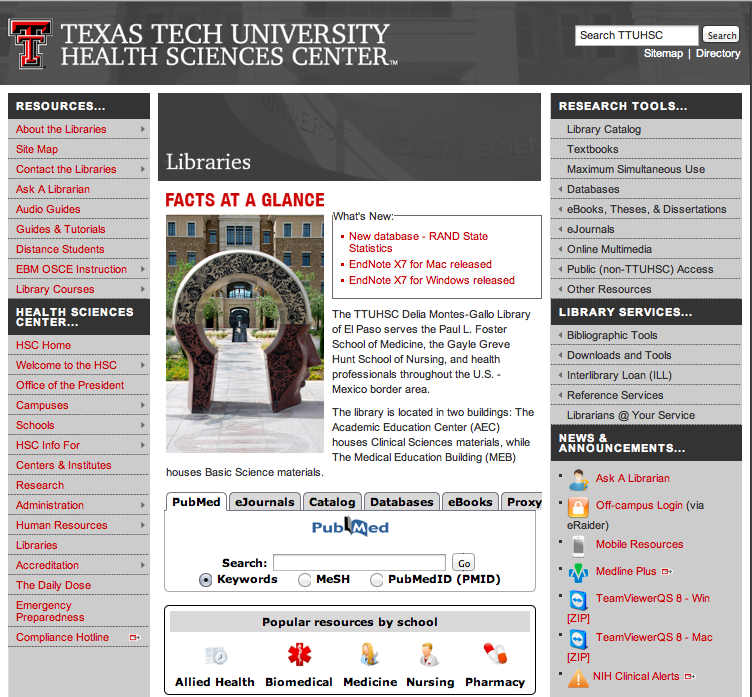 TEXAS TECH UNIVERSITY
HEALTH SCIENCES CENTER™
Search TTUHSC
Search
Sitemap | Directory
RESOURCES...
About the Libraries
Site Map
Contact the Libraries
Ask A Librarian
Audio Guides
Guides & Tutorials
Distance Students
EBM OSCE Instruction
Library Courses
HEALTH SCIENCES
CENTER...
HSC Home
Welcome to the HSC
Office of the President
Campuses
Schools
HSC Info For
Centers & Institutes
Research
Administration
Human Resources
Libraries
Accreditation
The Daily Dose
Emergency
Preparedness
Compliance Hotline
Libraries
FACTS AT A GLANCE
What's New:
New database - RAND State
Statistics
EndNote X7 for Mac released
EndNote X7 for Windows released
The TTUHSC Delia Montes-Gallo Library
of El Paso serves the Paul L. Foster
School of Medicine, the Gayle Greve
Hunt School of Nursing, and health
professionals throughout the U.S. -
Mexico border area.
The library is located in two buildings: The
Academic Education Center (AEC)
houses Clinical Sciences materials, while
The Medical Education Building (MEB)
houses Basic Science materials.
PubMed eJournals Catalog Databases eBooks Proxy
PubMed
Search: Go
Keywords MeSH PubMedID (PMID)
Popular resources by school
Allied Health Biomedical Medicine Nursing Pharmacy
RESEARCH TOOLS...
Library Catalog
Textbooks
Maximum Simultaneous Use
Databases
eBooks, Theses, & Dissertations
eJournals
Online Multimedia
Public (non-TTUHSC) Access
Other Resources
LIBRARY SERVICES...
Bibliographic Tools
Downloads and Tools
Interlibrary Loan (ILL)
Reference Services
Librarians @ Your Service
NEWS &
ANNOUNCEMENTS...
Ask A Librarian
Off-campus Login (via
eRaider)
Mobile Resources
Medline Plus
TeamViewerQS 8 - Win
[ZIP]
TeamViewerQS 8 - Mac
[ZIP]
NIH Clinical Alerts